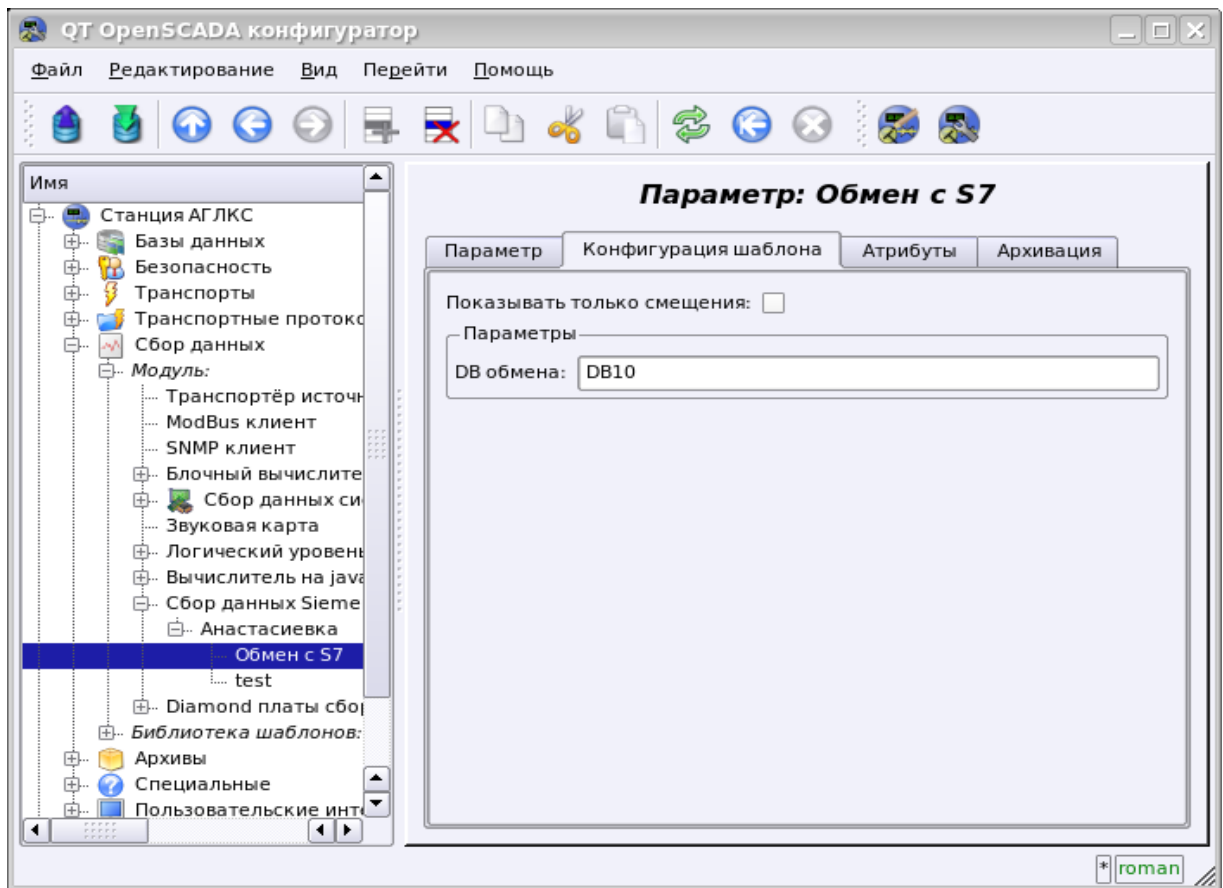 QT OpenSCADA конфигуратор
Файл Редактирование Вид Перейти Помощь
Имя
Станция АГЛКС
Базы данных
Безопасность
Транспорты
Транспортные протокс
Сбор данных
Модуль:
Транспортёр источн
ModBus клиент
SNMP клиент
Блочный вычислите
Сбор данных си
Звуковая карта
Логический уровень
Вычислитель на java
Сбор данных Sieme
Анастасиевка
Обмен с S7
test
Diamond платы сбор
Библиотека шаблонов:
Архивы
Специальные
Пользовательские инт
Параметр: Обмен с S7
Параметр Конфигурация шаблона Атрибуты Архивация
Показывать только смещения:
Параметры
DB обмена: DB10
* roman